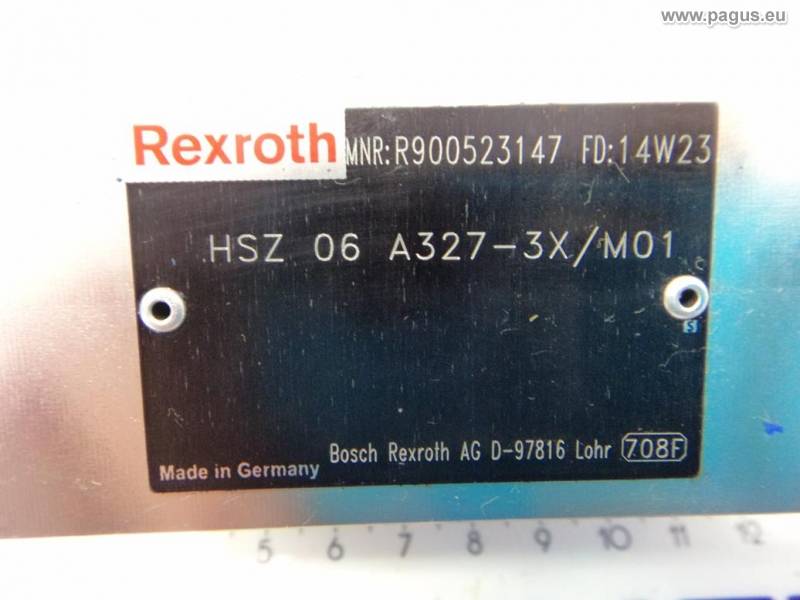 www.pagus.eu
Rexroth MNR: R900523147 FD: 14W23
HSZ 06 A327-3X/M01
S
Bosch Rexroth AG D-97816 Lohr 708F
Made in Germany
5 6 7 8 9 10 11 12